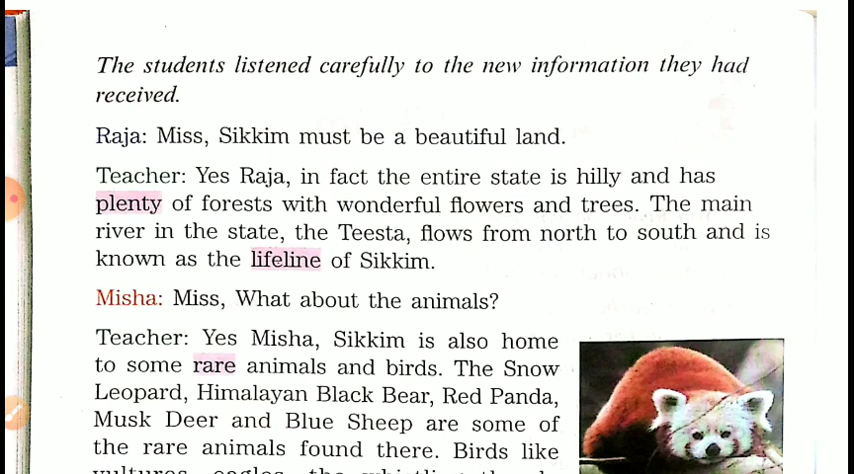 The students listened carefully to the new information they had
received.
Raja: Miss, Sikkim must be a beautiful land.
Teacher: Yes Raja, in fact the entire state is hilly and has
plenty of forests with wonderful flowers and trees. The main
river in the state, the Teesta, flows from north to south and is
known as the lifeline of Sikkim.
Misha: Miss, What about the animals?
Teacher: Yes Misha, Sikkim is also home
to some rare animals and birds. The Snow
Leopard, Himalayan Black Bear, Red Panda,
Musk Deer and Blue Sheep are some of
the rare animals found there. Birds like
vultures, eagles, the whistling